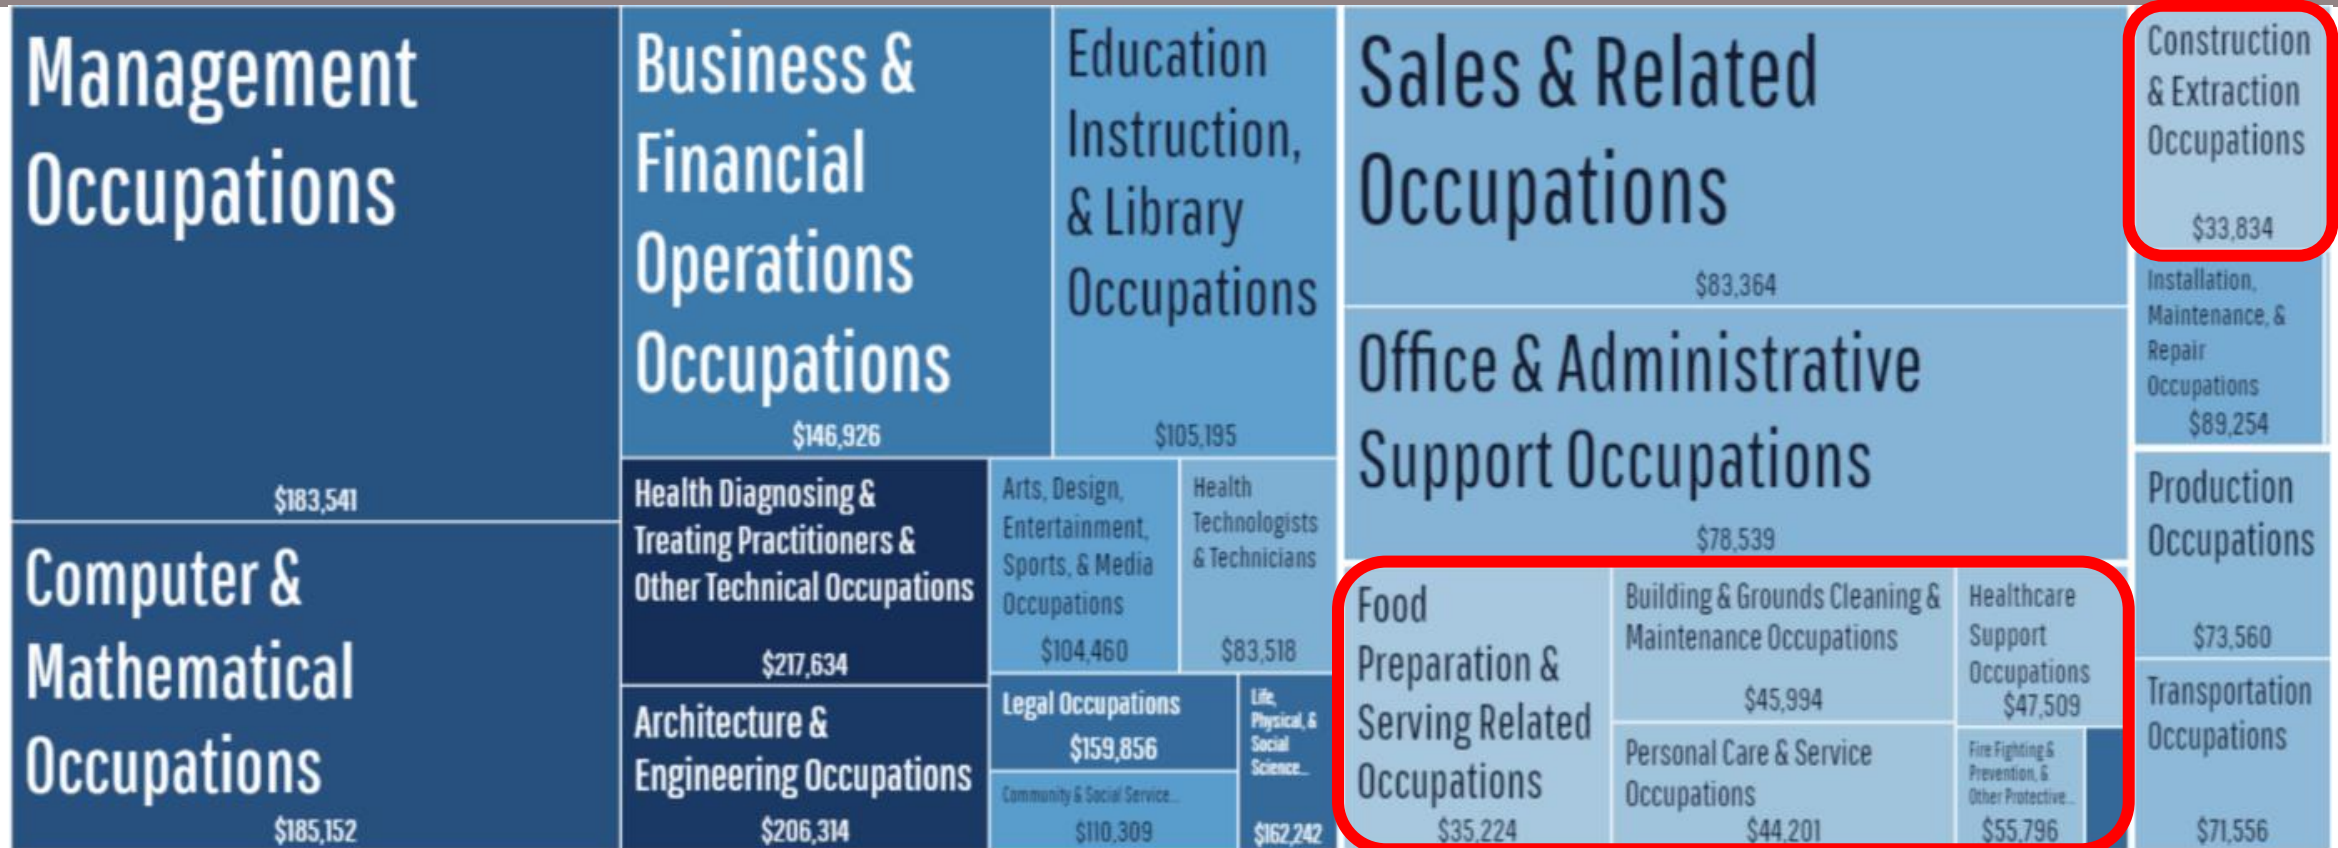 Management
Occupations
$183,541
Computer &
Mathematical
Occupations
$185,152
Business &
Financial
Operations
Occupations
$146,926
Education
Instruction,
& Library
Occupations
$105,195
Health Diagnosing &
Treating Practitioners &
Other Technical Occupations
$217,634
Architecture &
Engineering Occupations
$206,314
Arts, Design,
Entertainment,
Sports, & Media
Occupations
$104,460
Health
Technologists
& Technicians
$83,518
Legal Occupations
$159,856
Community & Social Service...
$110,309
Life,
Physical, &
Social
Science...
$162,242
Sales & Related
Occupations
$83,364
Office & Administrative
Support Occupations
$78,539
Food
Preparation &
Serving Related
Occupations
$35,224
Building & Grounds Cleaning &
Maintenance Occupations
$45,994
Personal Care & Service
Occupations
$44,201
Healthcare
Support
Occupations
$47,509
Fire Fighting &
Prevention, &
Other Protective...
$55,796
Construction
& Extraction
Occupations
$33,834
Installation,
Maintenance, &
Repair
Occupations
$89,254
Production
Occupations
$73,560
Transportation
Occupations
$71,556